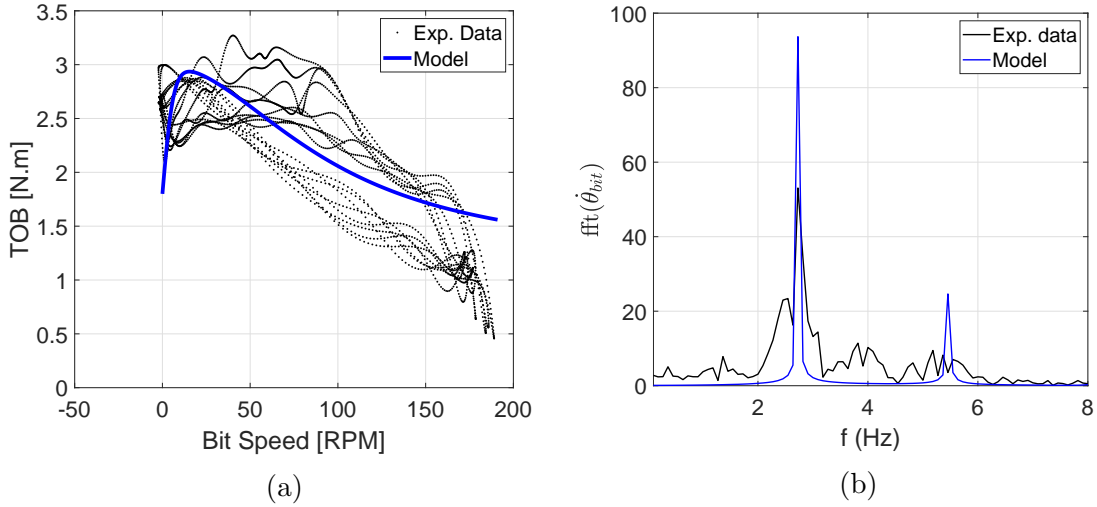 TOB [N.m]
3.5
3
2.5
2
1.5
1
0.5
0
-50 0 50 100 150 200
Bit Speed [RPM]
Exp. Data
Model
(a)
fft(θ̇_bit)
100
80
60
40
20
0
2 4 6 8
f (Hz)
Exp. data
Model
(b)